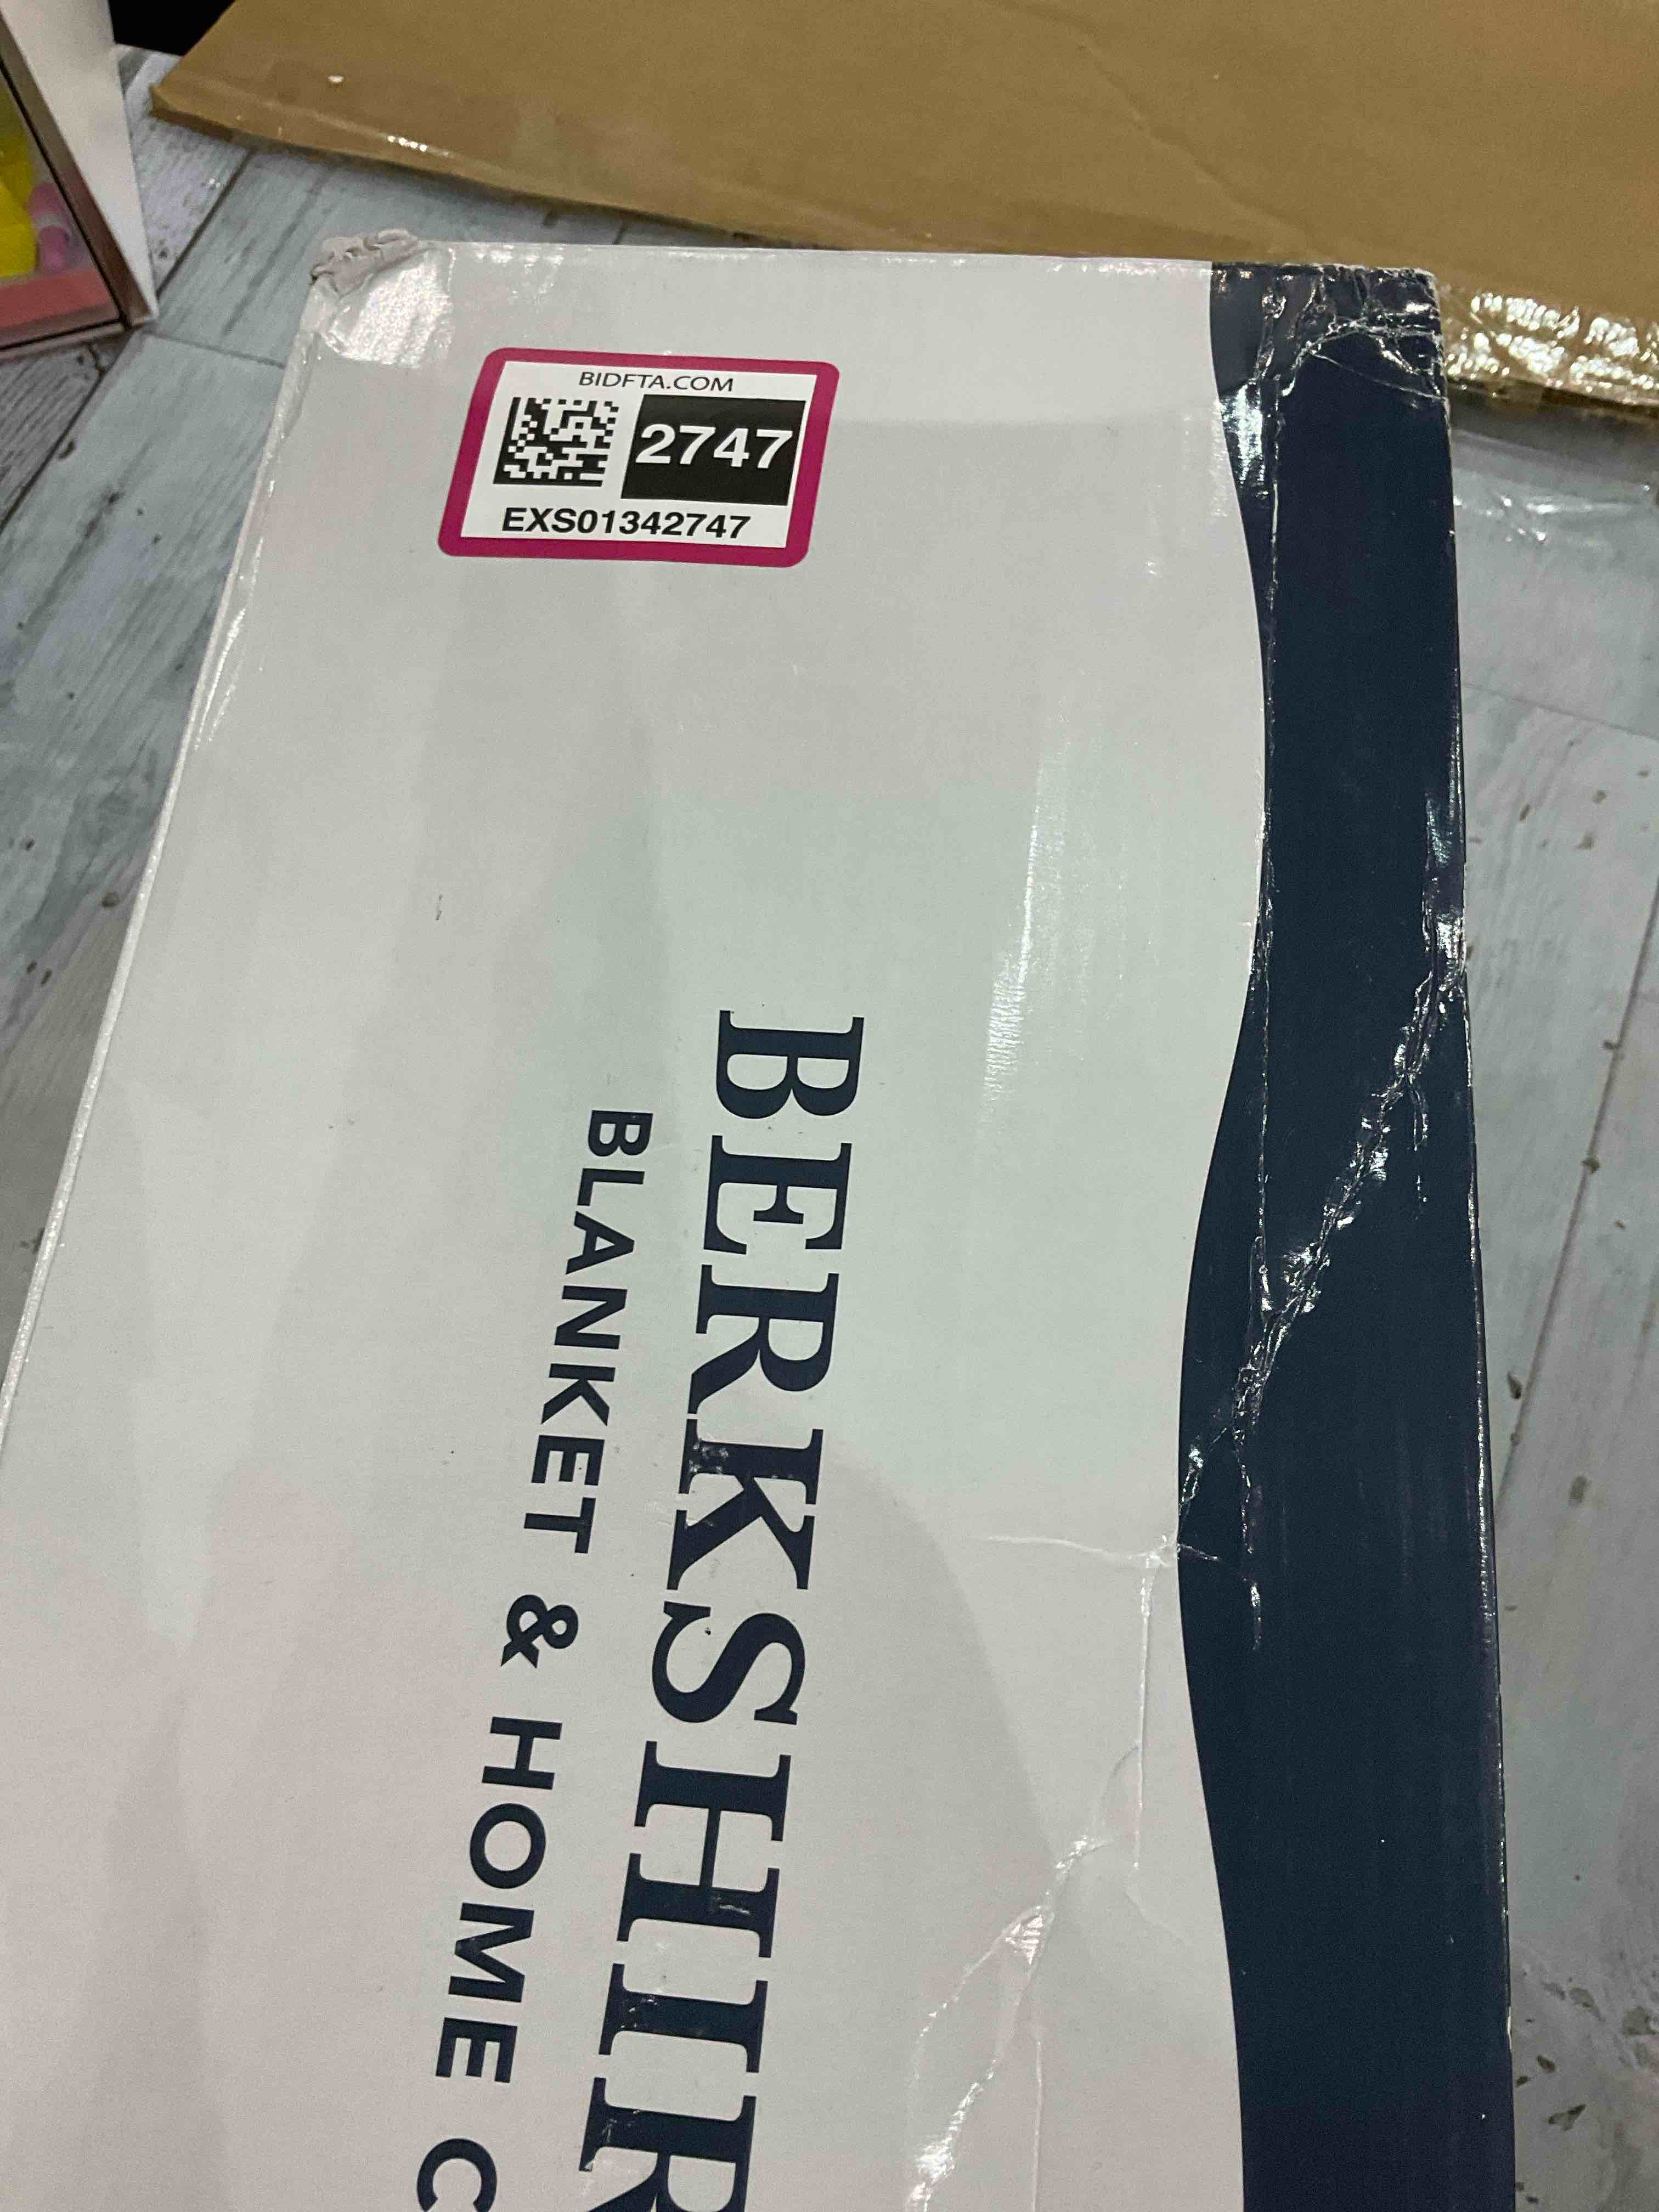 BIDFTA.COM
2747
EXS01342747
BERKSHIR
BLANKET & HOME C